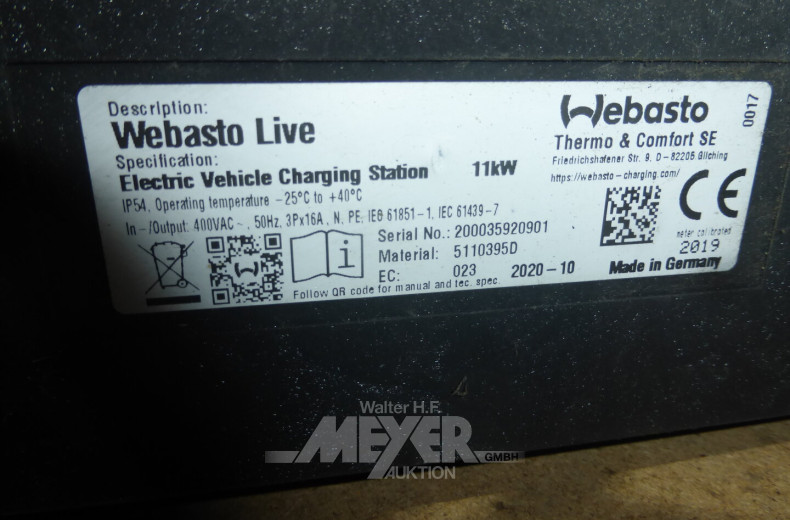 Description:
Webasto Live
Specification:
Electric Vehicle Charging Station 11kW
IP54, Operating temperature -25°C to +40°C
In-/Output: 400VAC~, 50Hz, 3Px16A, N, PE, IEC 61851-1, IEC 61439-7
Serial No.: 200035920901
Material: 5110395D
EC: 023 2020-10
Follow QR code for manual and tec. spec.
Webasto
Thermo & Comfort SE
Friedrichshafener Str. 9, D-82205 Gilching
https://webasto-charging.com/
CE
meter calibrated
2019
Made in Germany
0017
Walter H.F.
MEYER
GMBH
AUKTION